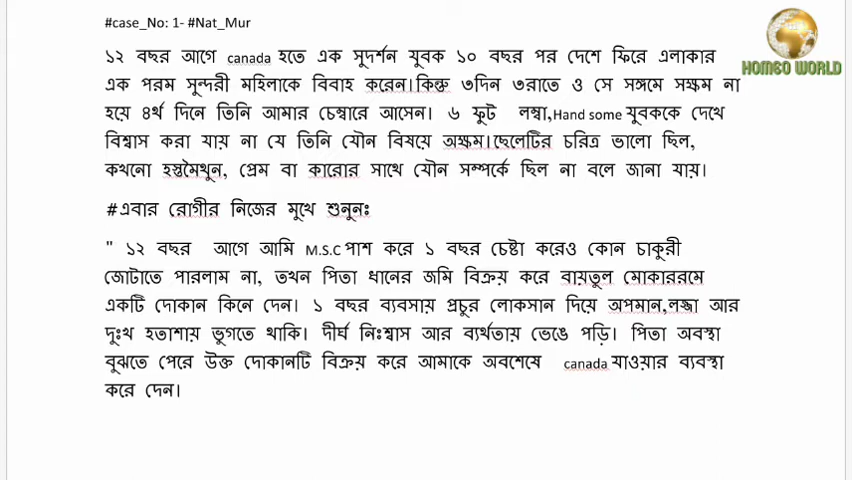 #case_No: 1- #Nat_Mur
HOMEO WORLD
১২ বছর আগে canada হতে এক সুদর্শন যুবক ১০ বছর পর দেশে ফিরে এলাকার
এক পরম সুন্দরী মহিলাকে বিবাহ করেন।কিন্তু ৩দিন ৩রাতে ও সে সঙ্গমে সক্ষম না
হয়ে ৪র্থ দিনে তিনি আমার চেম্বারে আসেন। ৬ ফুট লম্বা,Hand some যুবককে দেখে
বিশ্বাস করা যায় না যে তিনি যৌন বিষয়ে অক্ষম।ছেলেটির চরিত্র ভালো ছিল,
কখনো হস্তমৈথুন, প্রেম বা কারোর সাথে যৌন সম্পর্কে ছিল না বলে জানা যায়।
#এবার রোগীর নিজের মুখে শুনুনঃ
" ১২ বছর আগে আমি M.S.C পাশ করে ১ বছর চেষ্টা করেও কোন চাকুরী
জোটাতে পারলাম না, তখন পিতা ধানের জমি বিক্রয় করে বায়তুল মোকাররমে
একটি দোকান কিনে দেন। ১ বছর ব্যবসায় প্রচুর লোকসান দিয়ে অপমান,লজ্জা আর
দুঃখ হতাশায় ভুগতে থাকি। দীর্ঘ নিঃশ্বাস আর ব্যর্থতায় ভেঙে পড়ি। পিতা অবস্থা
বুঝতে পেরে উক্ত দোকানটি বিক্রয় করে আমাকে অবশেষে canada যাওয়ার ব্যবস্থা
করে দেন।